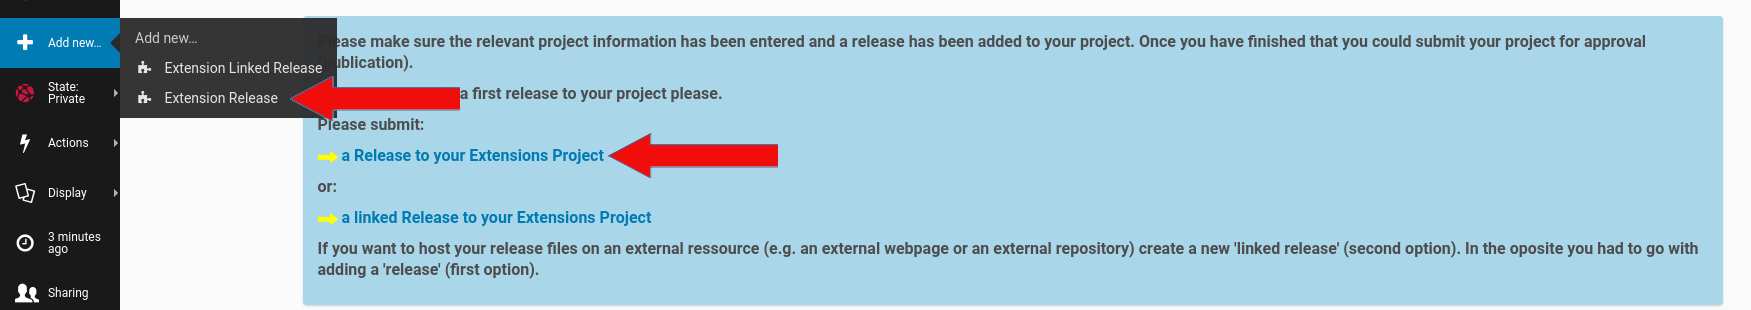 Add new...
State:
Private
Actions
Display
3 minutes
ago
Sharing
Add new...
Extension Linked Release
Extension Release
Please make sure the relevant project information has been entered and a release has been added to your project. Once you have finished that you could submit your project for approval
publication).
a first release to your project please.
Please submit:
a Release to your Extensions Project
or:
a linked Release to your Extensions Project
If you want to host your release files on an external ressource (e.g. an external webpage or an external repository) create a new 'linked release' (second option). In the oposite you had to go with
adding a 'release' (first option).